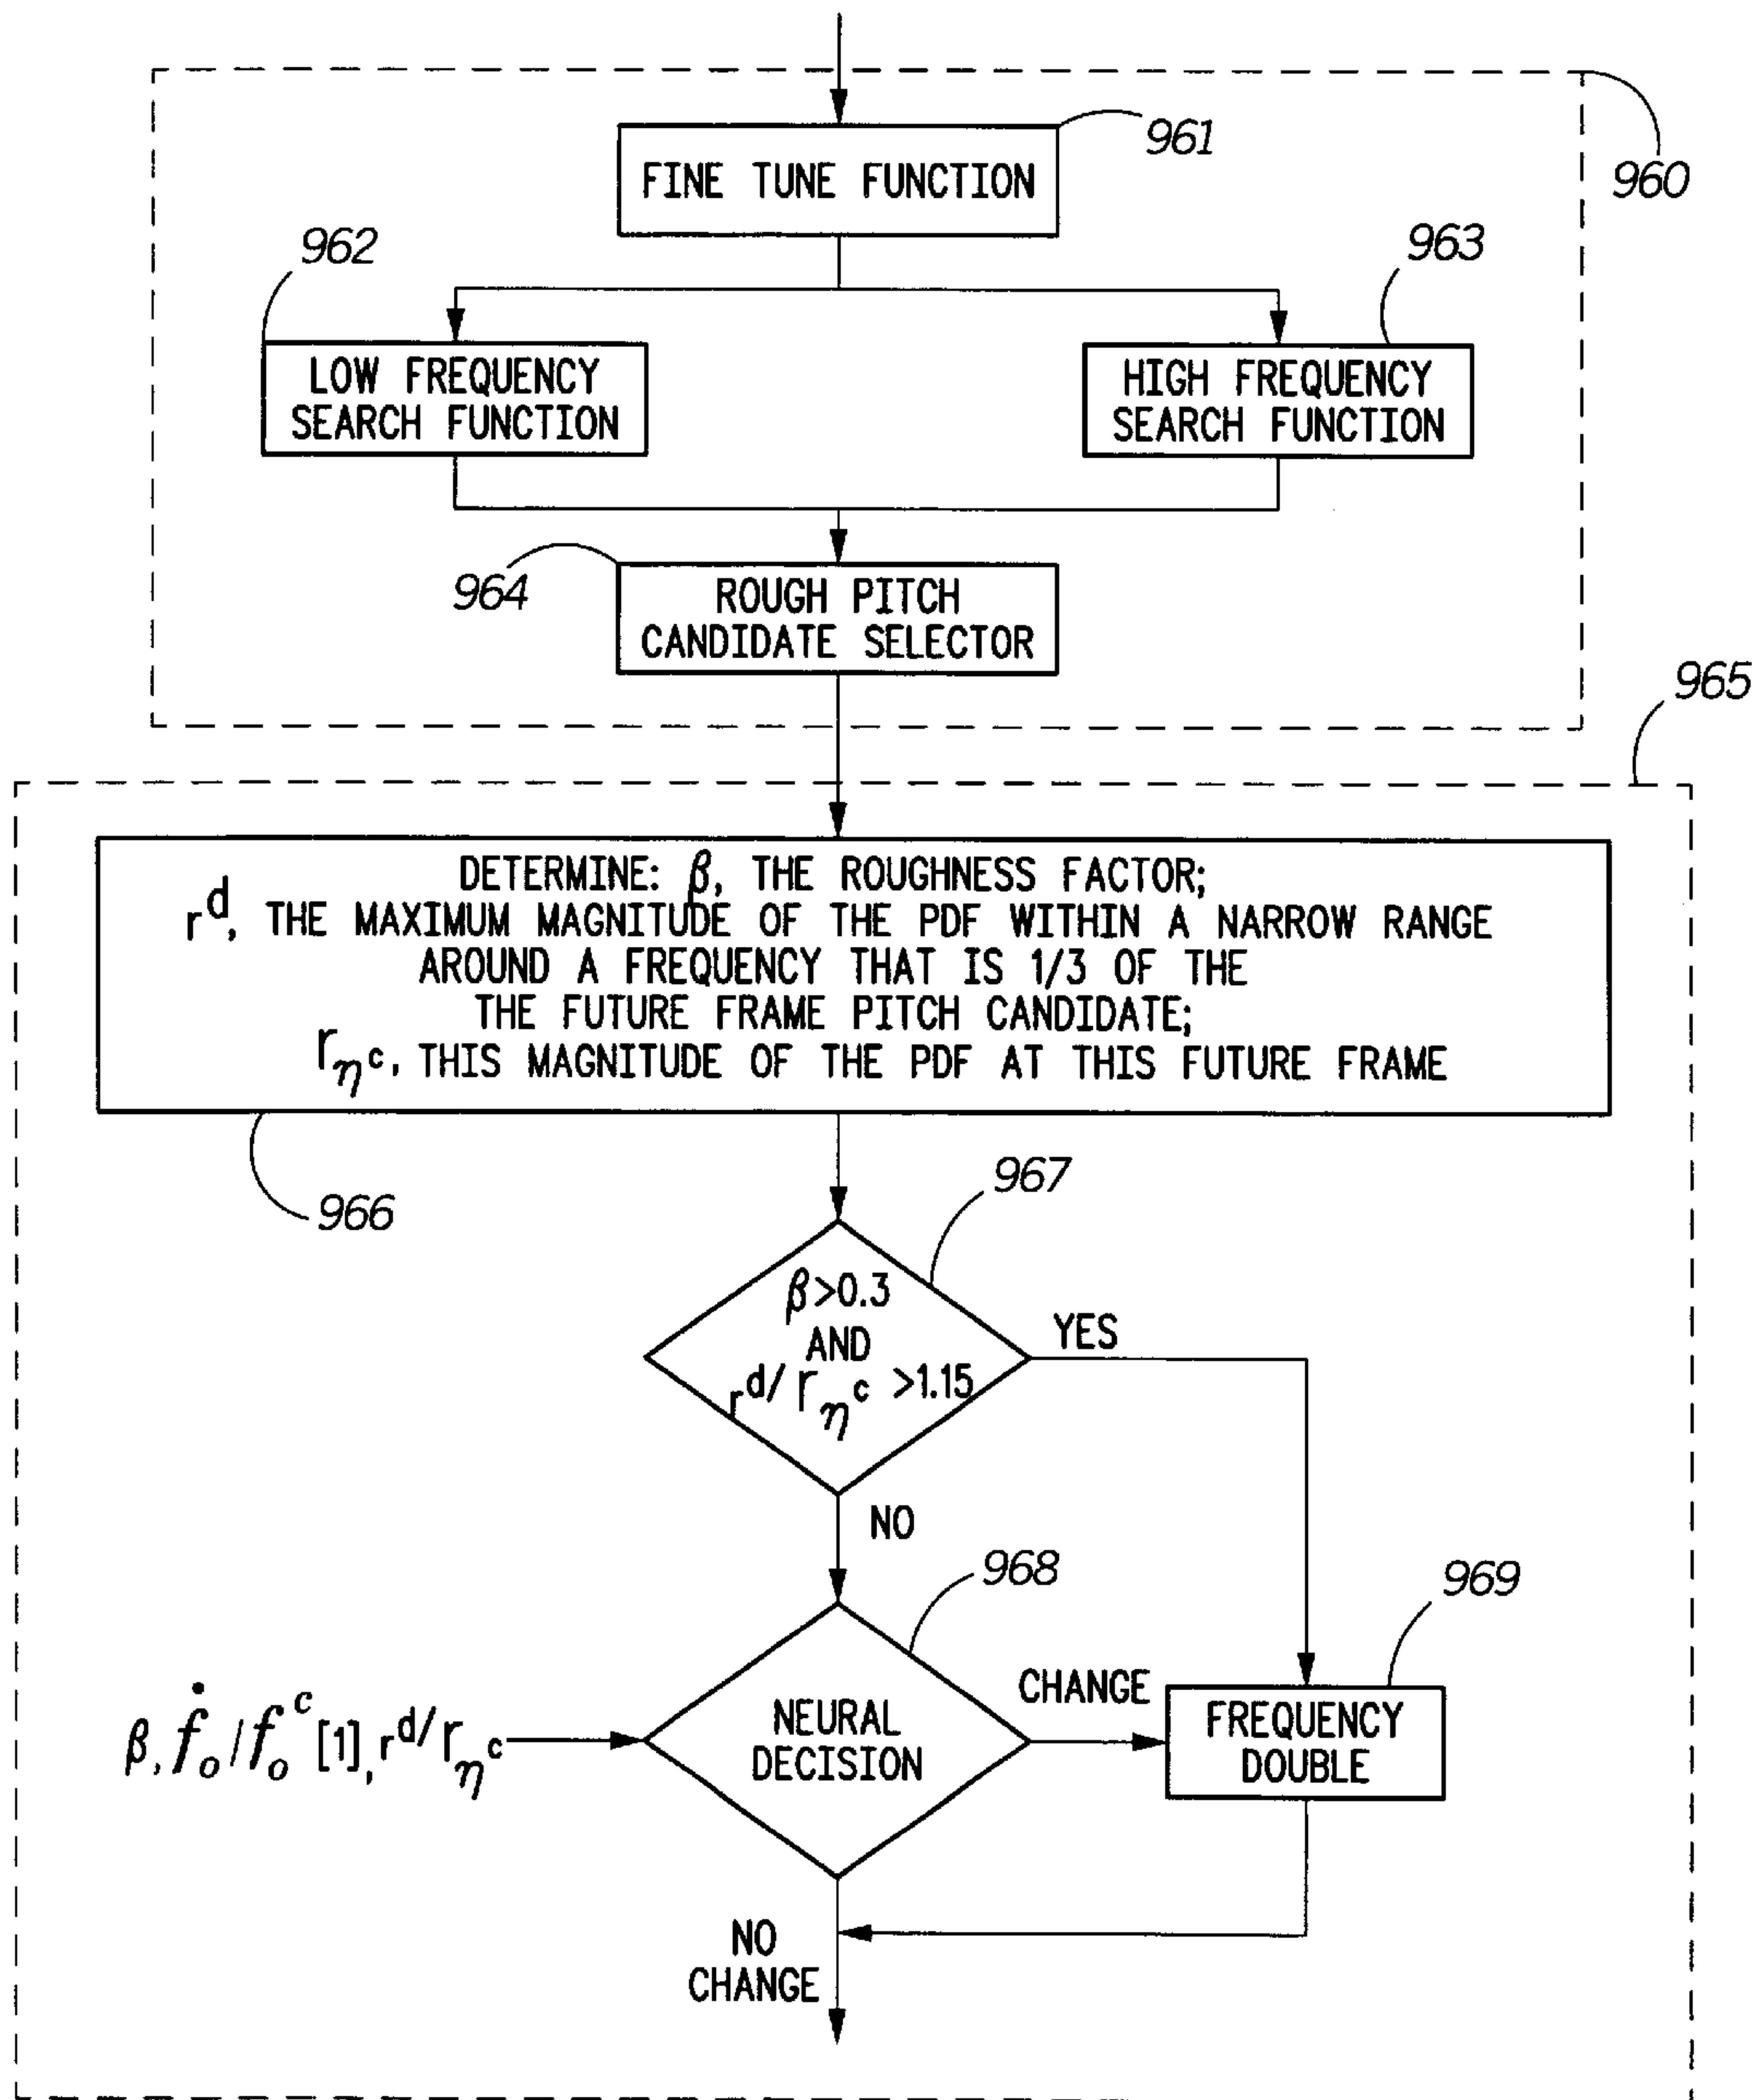 961
FINE TUNE FUNCTION
960
962
963
LOW FREQUENCY
SEARCH FUNCTION
HIGH FREQUENCY
SEARCH FUNCTION
964
ROUGH PITCH
CANDIDATE SELECTOR
965
DETERMINE: β, THE ROUGHNESS FACTOR;
r^d, THE MAXIMUM MAGNITUDE OF THE PDF WITHIN A NARROW RANGE
AROUND A FREQUENCY THAT IS 1/3 OF THE
THE FUTURE FRAME PITCH CANDIDATE;
r_η^c, THIS MAGNITUDE OF THE PDF AT THIS FUTURE FRAME
966
967
β>0.3
AND
r^d/r_η^c >1.15
YES
NO
968
969
CHANGE
NEURAL
DECISION
FREQUENCY
DOUBLE
β, ḟ_o/f_o^c [1], r^d/r_η^c
NO
CHANGE